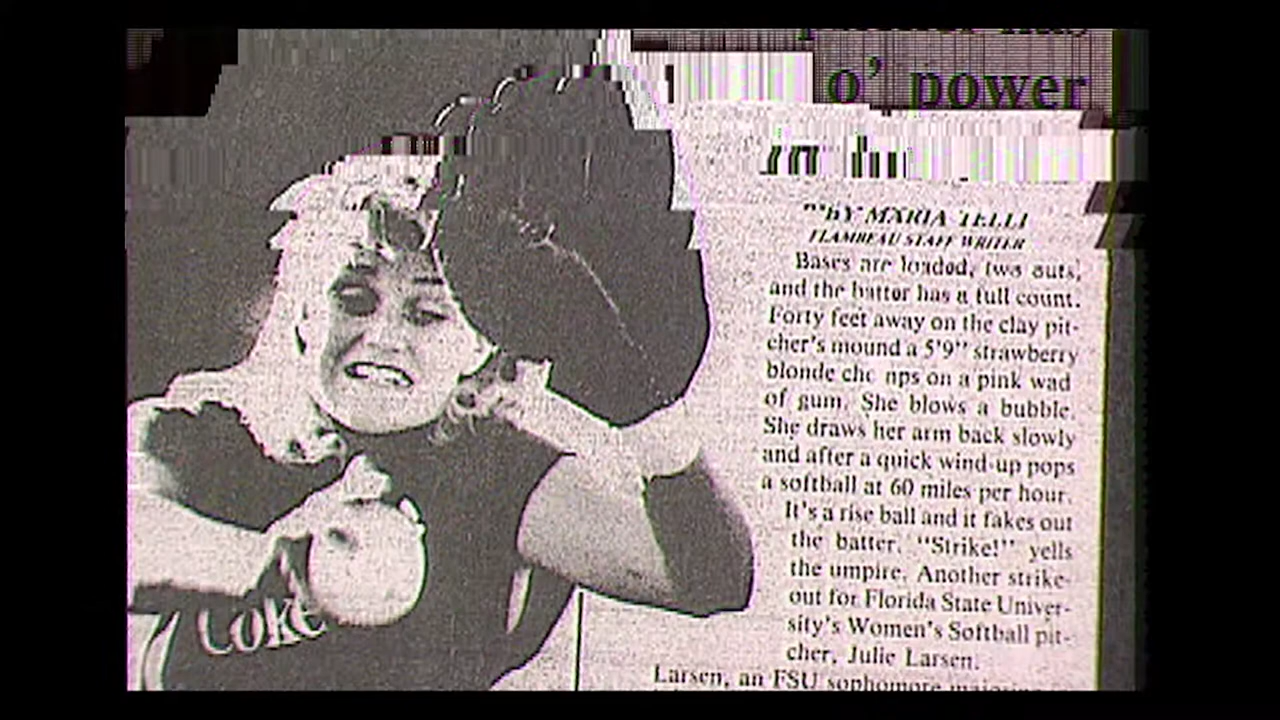 o' power
BY MARIA TELLI
FLAMBEAU STAFF WRITER
Bases are loaded, two outs,
and the battor has a full count.
Forty feet away on the clay pit-
cher's mound a 5'9" strawberry
blonde on a pink wad
of gum. She blows a bubble.
She draws her arm back slowly
and after a quick wind-up pops
a softball at 60 miles per hour.
It's a rise ball and it fakes out
the batter. "Strike!" yells
the umpire. Another strike-
out for Florida State Univer-
sity's Women's Softball pit-
cher, Julie Larsen.
Larsen, an FSU sophomore
Coke